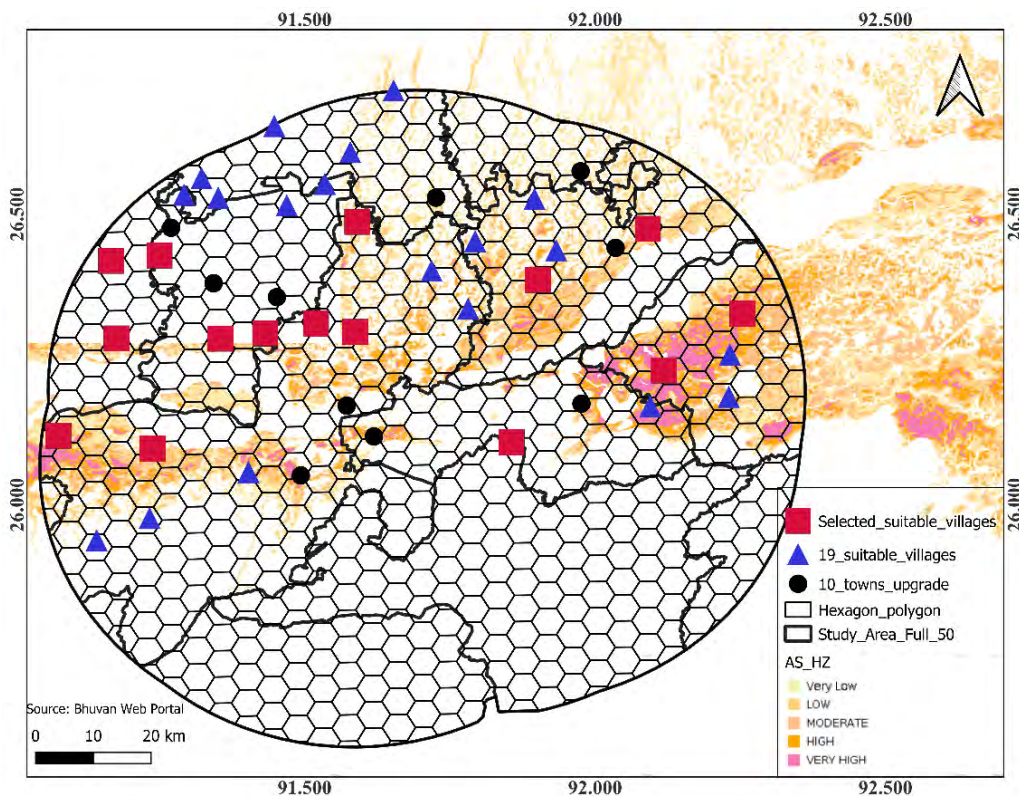 91.500 92.000 92.500
26.500 26.500
26.000 26.000
Selected_suitable_villages
19_suitable_villages
10_towns_upgrade
Hexagon_polygon
Study_Area_Full_50
AS_HZ
Very Low
LOW
MODERATE
HIGH
VERY HIGH
Source: Bhuvan Web Portal
0 10 20 km
91.500 92.000 92.500